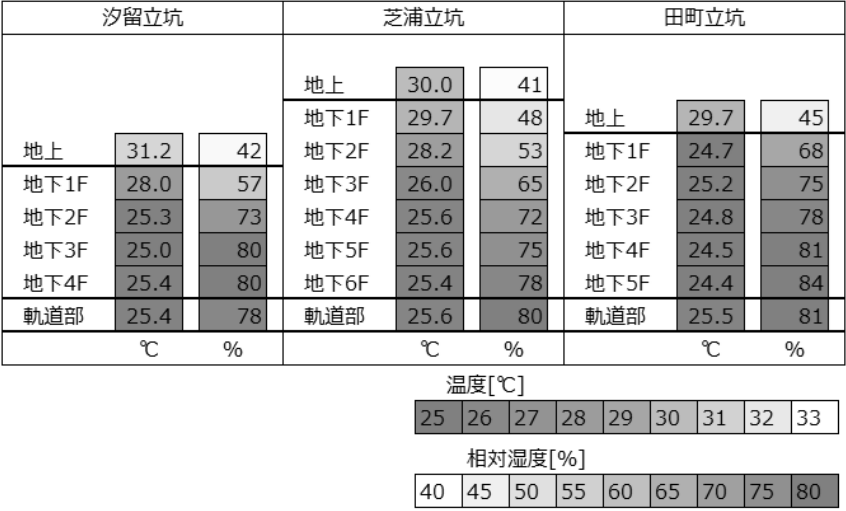 汐留立坑 芝浦立坑 田町立坑
地上 30.0 41
地下1F 29.7 48 地上 29.7 45
地上 31.2 42 地下2F 28.2 53 地下1F 24.7 68
地下1F 28.0 57 地下3F 26.0 65 地下2F 25.2 75
地下2F 25.3 73 地下4F 25.6 72 地下3F 24.8 78
地下3F 25.0 80 地下5F 25.6 75 地下4F 24.5 81
地下4F 25.4 80 地下6F 25.4 78 地下5F 24.4 84
軌道部 25.4 78 軌道部 25.6 80 軌道部 25.5 81
℃ % ℃ % ℃ %
温度[℃]
25 26 27 28 29 30 31 32 33
相対湿度[%]
40 45 50 55 60 65 70 75 80